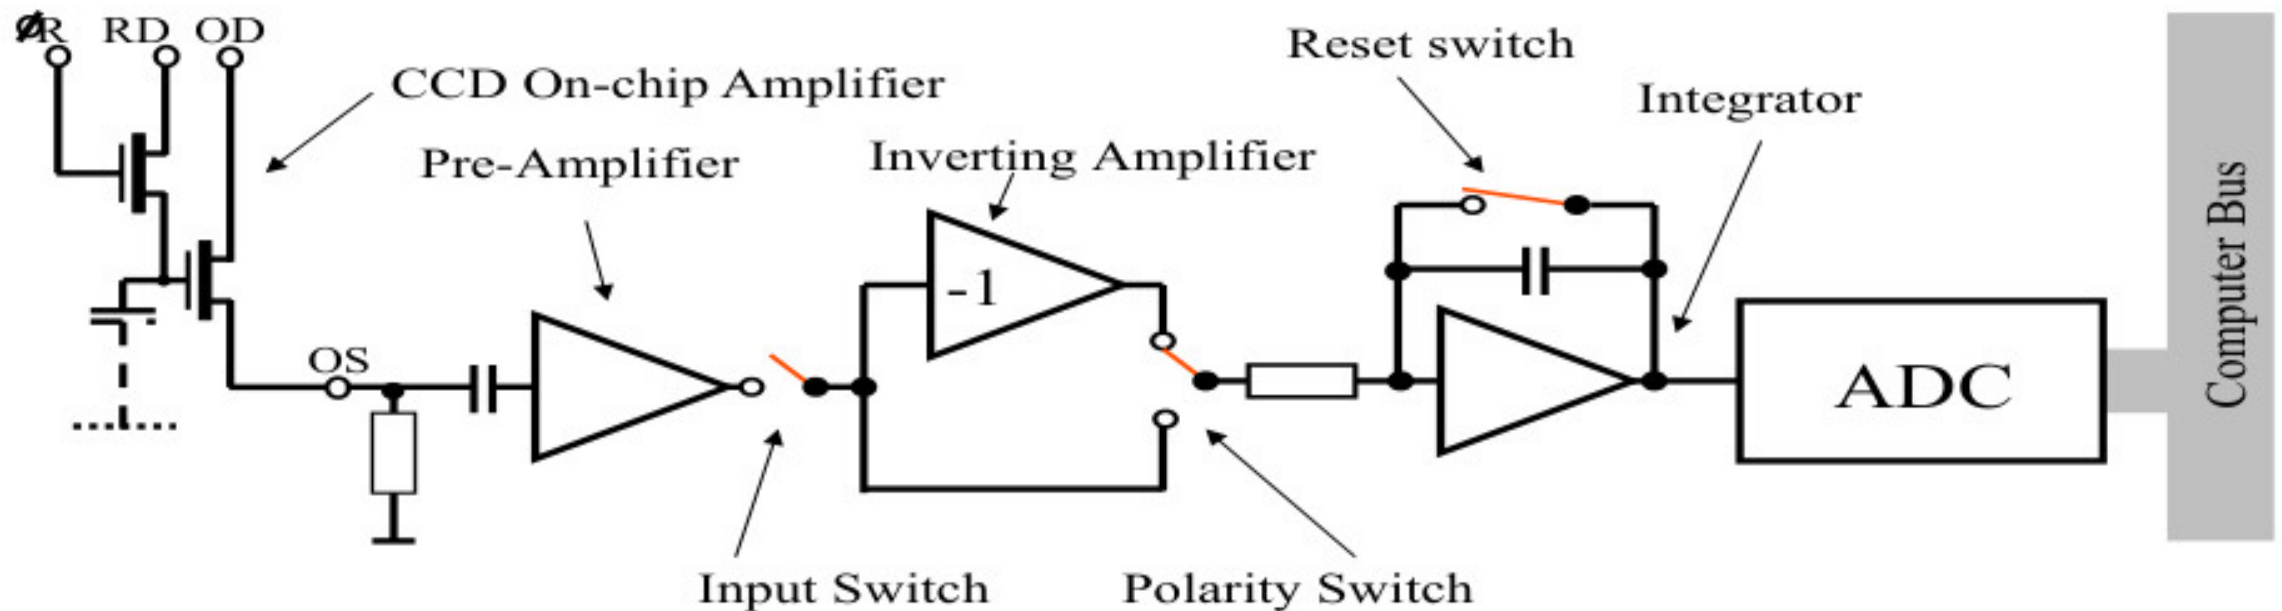 øR RD OD
CCD On-chip Amplifier
Pre-Amplifier
Inverting Amplifier
Reset switch
Integrator
-1
OS
ADC
Computer Bus
Input Switch
Polarity Switch